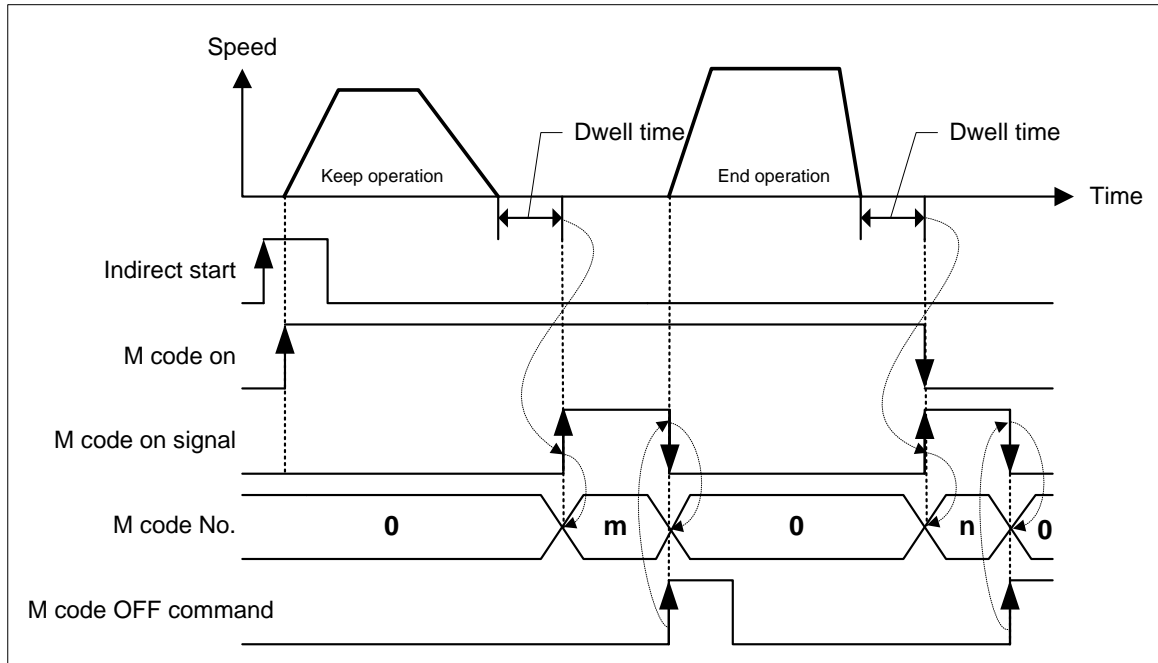 Speed
Dwell time
Dwell time
Keep operation
End operation
Time
Indirect start
M code on
M code on signal
M code No.
0
m
0
n
0
M code OFF command